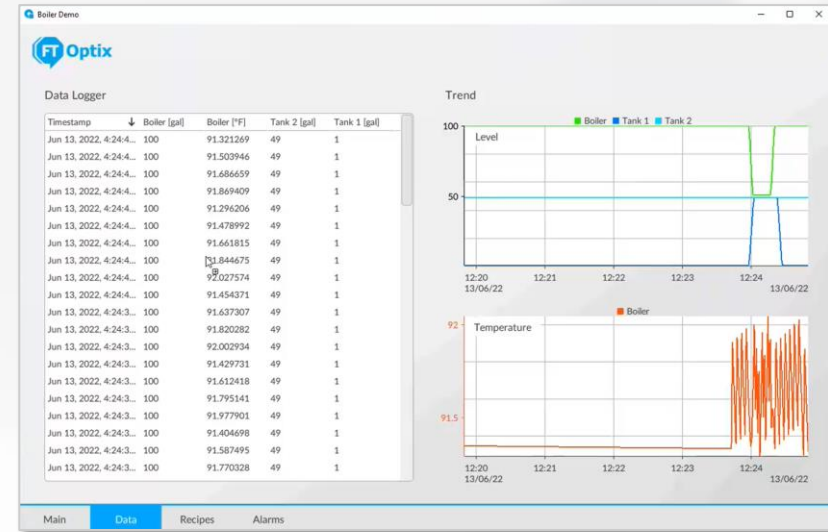 Boiler Demo
FT Optix
Data Logger
Timestamp Boiler [gal] Boiler [°F] Tank 2 [gal] Tank 1 [gal]
Jun 13, 2022, 4:24:4... 100 91.321269 49 1
Jun 13, 2022, 4:24:4... 100 91.503946 49 1
Jun 13, 2022, 4:24:4... 100 91.686659 49 1
Jun 13, 2022, 4:24:4... 100 91.869409 49 1
Jun 13, 2022, 4:24:4... 100 91.296206 49 1
Jun 13, 2022, 4:24:4... 100 91.478992 49 1
Jun 13, 2022, 4:24:4... 100 91.661815 49 1
Jun 13, 2022, 4:24:4... 100 91.844675 49 1
Jun 13, 2022, 4:24:4... 100 92.027574 49 1
Jun 13, 2022, 4:24:4... 100 91.454371 49 1
Jun 13, 2022, 4:24:3... 100 91.637307 49 1
Jun 13, 2022, 4:24:3... 100 91.820282 49 1
Jun 13, 2022, 4:24:3... 100 92.002934 49 1
Jun 13, 2022, 4:24:3... 100 91.429731 49 1
Jun 13, 2022, 4:24:3... 100 91.612418 49 1
Jun 13, 2022, 4:24:3... 100 91.795141 49 1
Jun 13, 2022, 4:24:3... 100 91.977901 49 1
Jun 13, 2022, 4:24:3... 100 91.404698 49 1
Jun 13, 2022, 4:24:3... 100 91.587495 49 1
Jun 13, 2022, 4:24:3... 100 91.770328 49 1
Trend
Boiler Tank 1 Tank 2
100
Level
50
12:20 12:21 12:22 12:23 12:24
13/06/22 13/06/22
Boiler
92
Temperature
91.5
12:20 12:21 12:22 12:23 12:24
13/06/22 13/06/22
Main Data Recipes Alarms